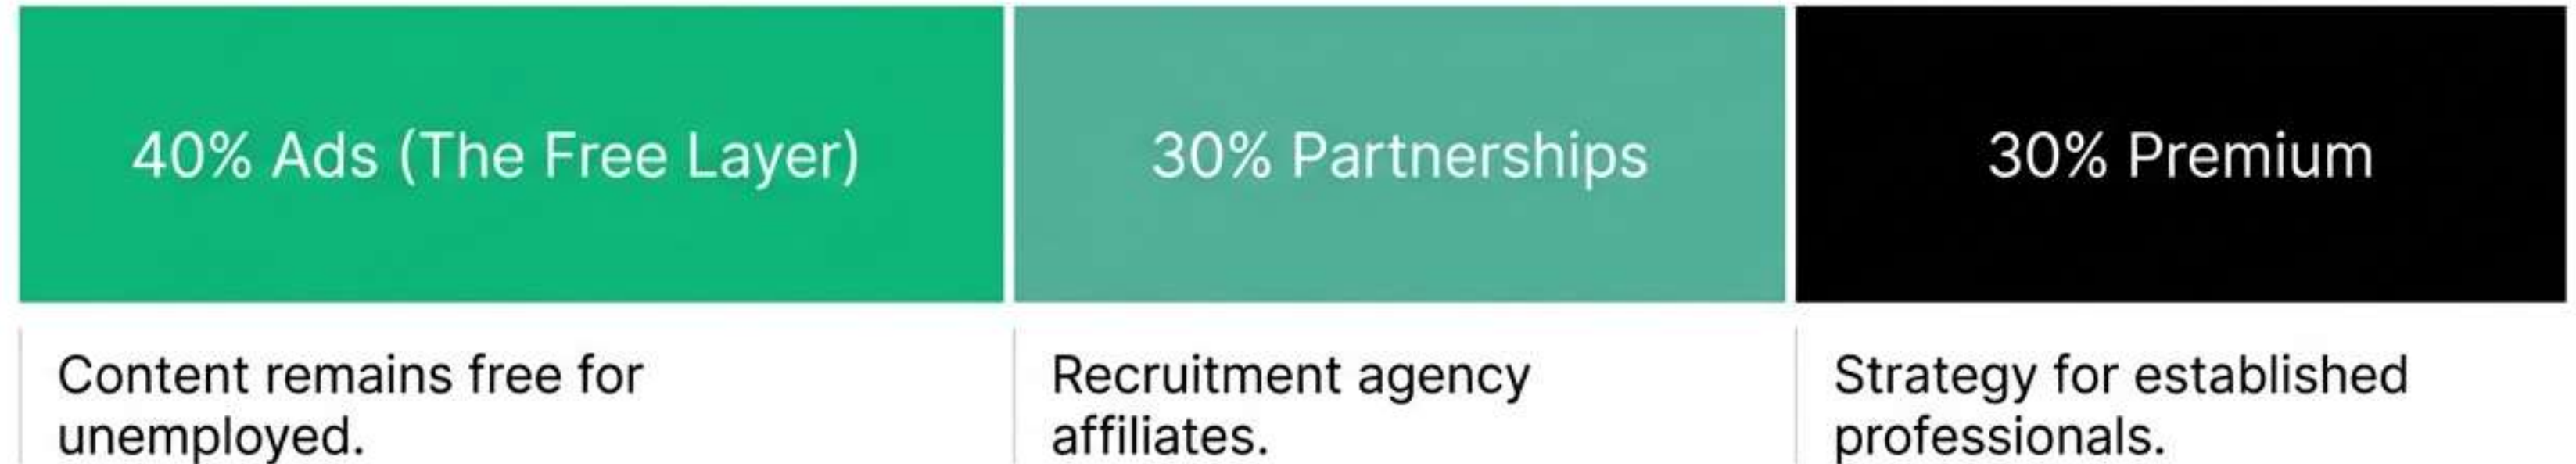 40% Ads (The Free Layer)
30% Partnerships
30% Premium
Content remains free for
unemployed.
Recruitment agency
affiliates.
Strategy for established
professionals.